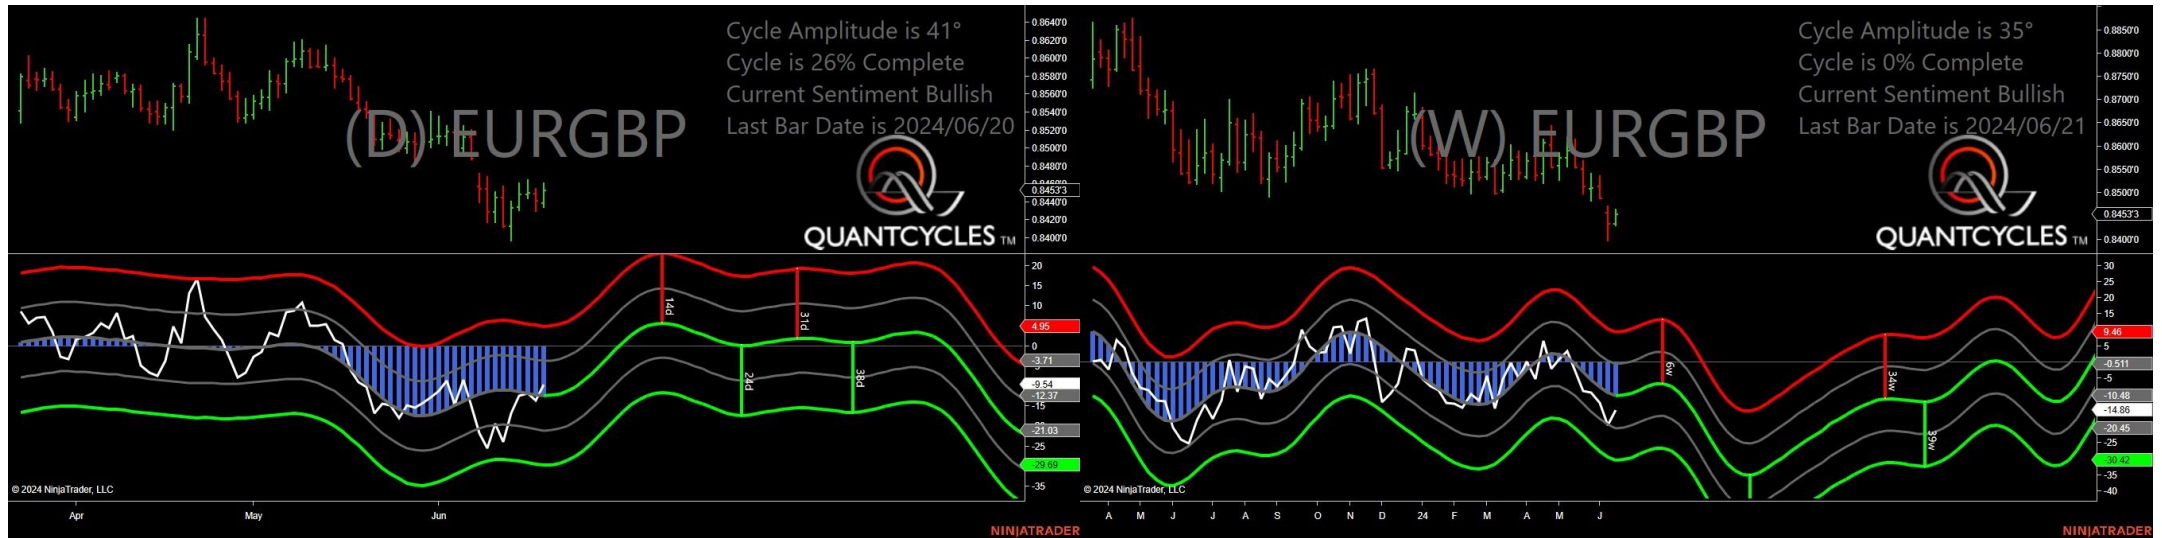 Cycle Amplitude is 41°
Cycle is 26% Complete
Current Sentiment Bullish
Last Bar Date is 2024/06/20
(D) EURGBP
QUANTCYCLES TM
0.8640'0
0.8620'0
0.8600'0
0.8580'0
0.8560'0
0.8540'0
0.8520'0
0.8500'0
0.8480'0
0.8453'3
0.8440'0
0.8420'0
0.8400'0
14d
31d
24d
38d
20
15
10
4.95
0
-3.71
-9.54
-12.37
-15
-21.03
-25
-29.69
-35
© 2024 NinjaTrader, LLC
Apr
May
Jun
NINJATRADER
Cycle Amplitude is 35°
Cycle is 0% Complete
Current Sentiment Bullish
Last Bar Date is 2024/06/21
(W) EURGBP
QUANTCYCLES TM
0.8850'0
0.8800'0
0.8750'0
0.8700'0
0.8650'0
0.8600'0
0.8550'0
0.8500'0
0.8453'3
0.8400'0
6w
34w
39w
30
25
20
15
9.46
5
-0.511
-5
-10.48
-14.86
-20.45
-25
-30.42
-35
-40
© 2024 NinjaTrader, LLC
A
M
J
J
A
S
O
N
D
24
F
M
A
M
J
NINJATRADER